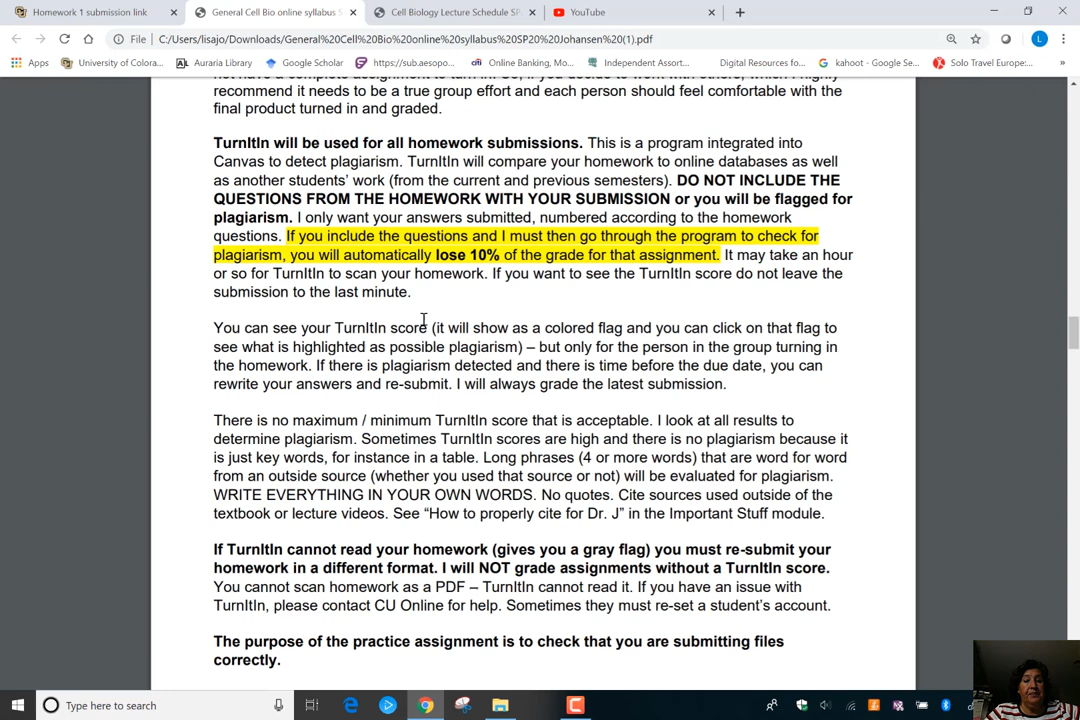 Homework 1 submission link
General Cell Bio online syllabus S
Cell Biology Lecture Schedule SP
YouTube
File
C:/Users/lisajo/Downloads/General%20Cell%20Bio%20online%20syllabus%20SP20%20Johansen%20(1).pdf
L
Apps
University of Colora...
Auraria Library
Google Scholar
https://sub.aesopo...
Online Banking, Mo...
Independent Assort...
Digital Resources fo...
kahoot - Google Se...
Solo Travel Europe:...
»
recommend it needs to be a true group effort and each person should feel comfortable with the
final product turned in and graded.
TurnItIn will be used for all homework submissions. This is a program integrated into
Canvas to detect plagiarism. TurnItIn will compare your homework to online databases as well
as another students' work (from the current and previous semesters). DO NOT INCLUDE THE
QUESTIONS FROM THE HOMEWORK WITH YOUR SUBMISSION or you will be flagged for
plagiarism. I only want your answers submitted, numbered according to the homework
questions. If you include the questions and I must then go through the program to check for
plagiarism, you will automatically lose 10% of the grade for that assignment. It may take an hour
or so for TurnItIn to scan your homework. If you want to see the TurnItIn score do not leave the
submission to the last minute.
You can see your TurnItIn score (it will show as a colored flag and you can click on that flag to
see what is highlighted as possible plagiarism) – but only for the person in the group turning in
the homework. If there is plagiarism detected and there is time before the due date, you can
rewrite your answers and re-submit. I will always grade the latest submission.
There is no maximum / minimum TurnItIn score that is acceptable. I look at all results to
determine plagiarism. Sometimes TurnItIn scores are high and there is no plagiarism because it
is just key words, for instance in a table. Long phrases (4 or more words) that are word for word
from an outside source (whether you used that source or not) will be evaluated for plagiarism.
WRITE EVERYTHING IN YOUR OWN WORDS. No quotes. Cite sources used outside of the
textbook or lecture videos. See “How to properly cite for Dr. J” in the Important Stuff module.
If TurnItIn cannot read your homework (gives you a gray flag) you must re-submit your
homework in a different format. I will NOT grade assignments without a TurnItIn score.
You cannot scan homework as a PDF – TurnItIn cannot read it. If you have an issue with
TurnItIn, please contact CU Online for help. Sometimes they must re-set a student's account.
The purpose of the practice assignment is to check that you are submitting files
correctly.
Type here to search